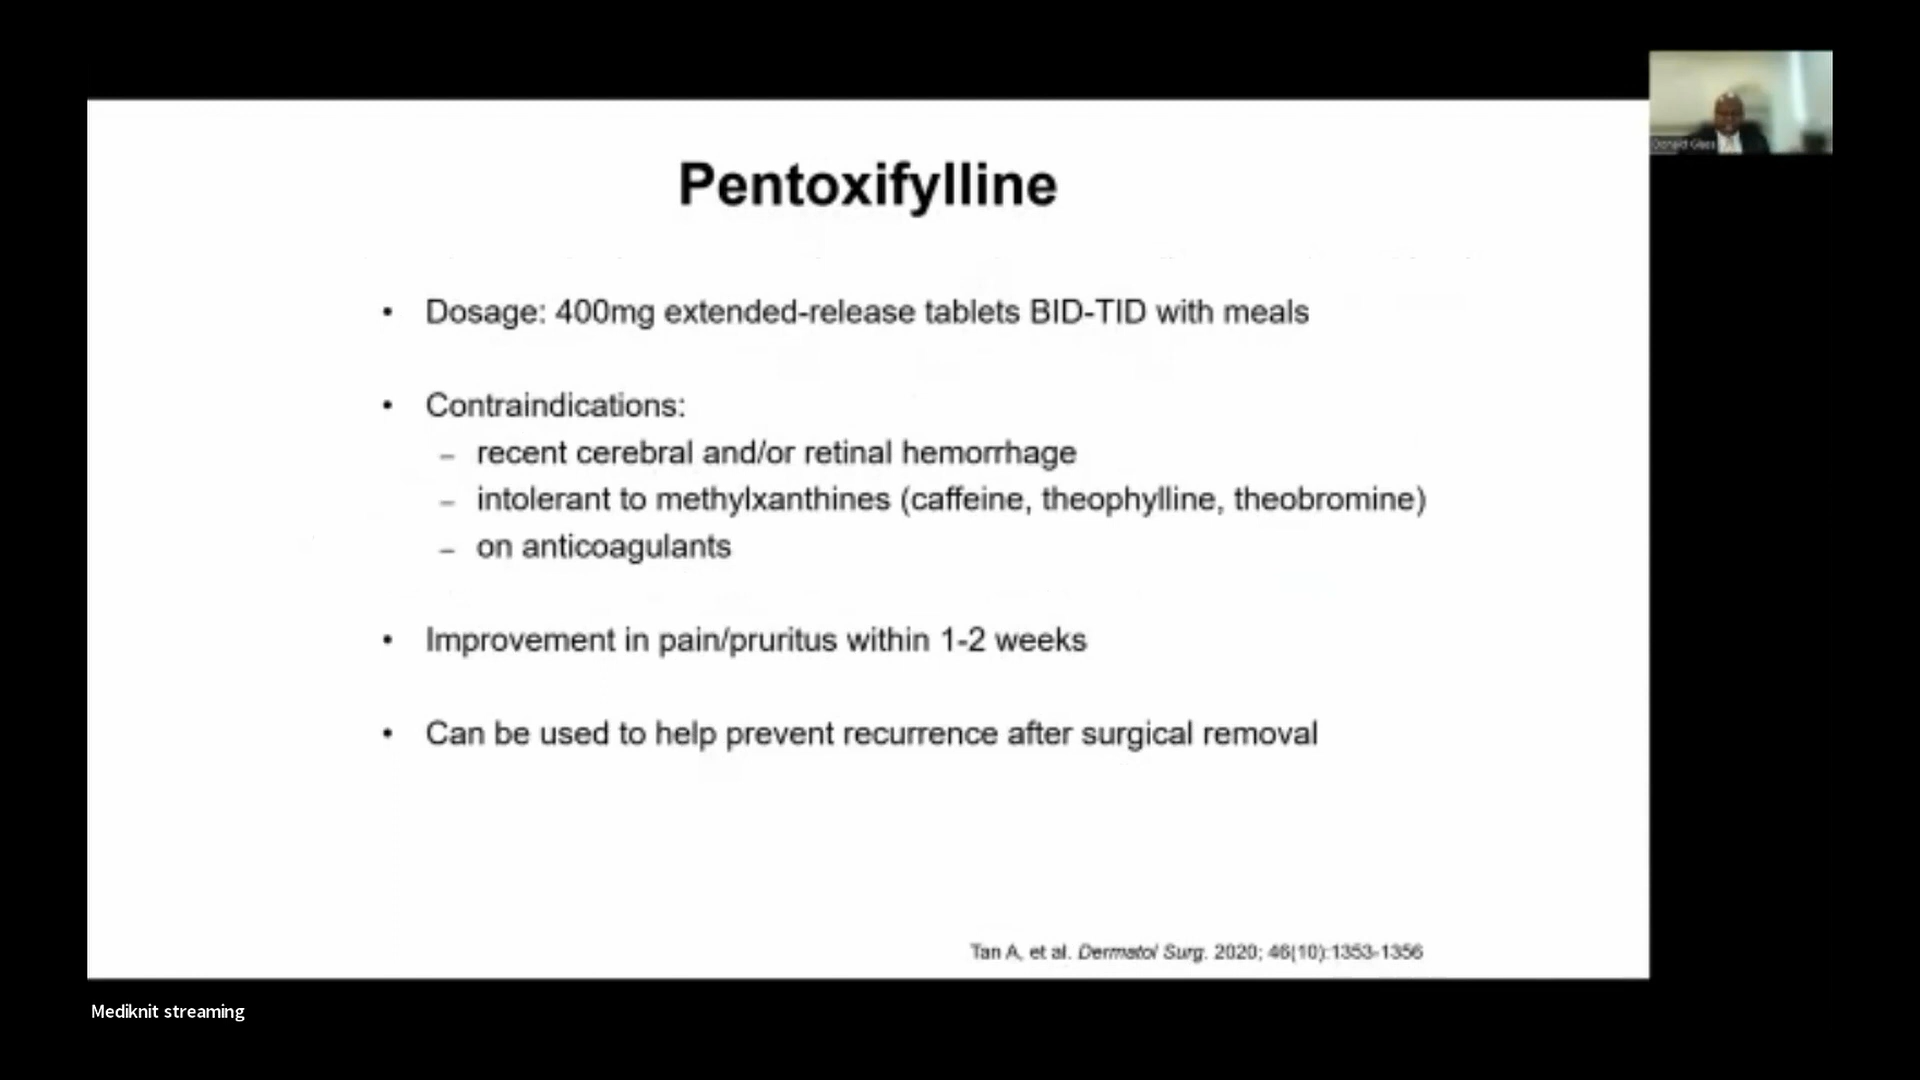 Pentoxifylline
• Dosage: 400mg extended-release tablets BID-TID with meals
• Contraindications:
– recent cerebral and/or retinal hemorrhage
– intolerant to methylxanthines (caffeine, theophylline, theobromine)
– on anticoagulants
• Improvement in pain/pruritus within 1-2 weeks
• Can be used to help prevent recurrence after surgical removal
Tan A, et al. Dermatol Surg. 2020; 46(10):1353-1356
Donald Glass
Mediknit streaming